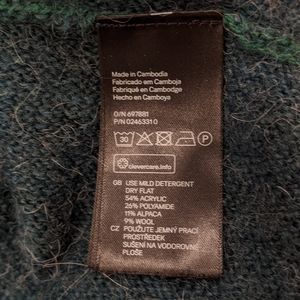 Made in Cambodia
Fabricado em Camboja
Fabriqué en Cambodge
Hecho en Camboya
O/N 697881
P/N 02463310
30
P
clevercare.info
GB USE MILD DETERGENT
DRY FLAT
54% ACRYLIC
26% POLYAMIDE
11% ALPACA
9% WOOL
CZ POUŽIJTE JEMNÝ PRACÍ
PROSTŘEDEK
SUŠENÍ NA VODOROVNÉ
PLOŠE